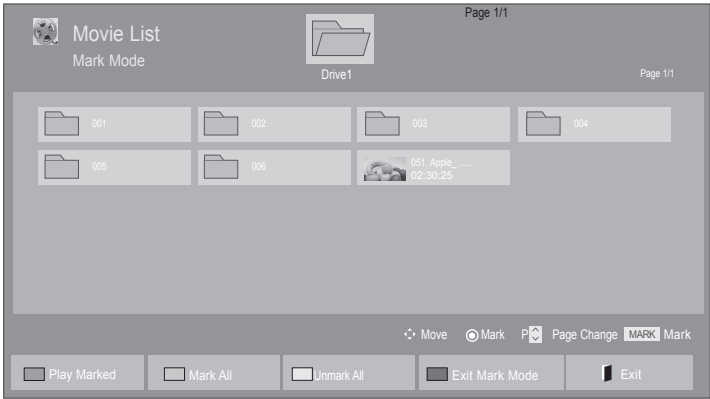 Page 1/1
Movie List
Mark Mode
Drive1
Page 1/1
001
002
003
004
005
006
051. Apple_ ......
02:30:25
Move
Mark
P
Page Change
MARK
Mark
Play Marked
Mark All
Unmark All
Exit Mark Mode
Exit